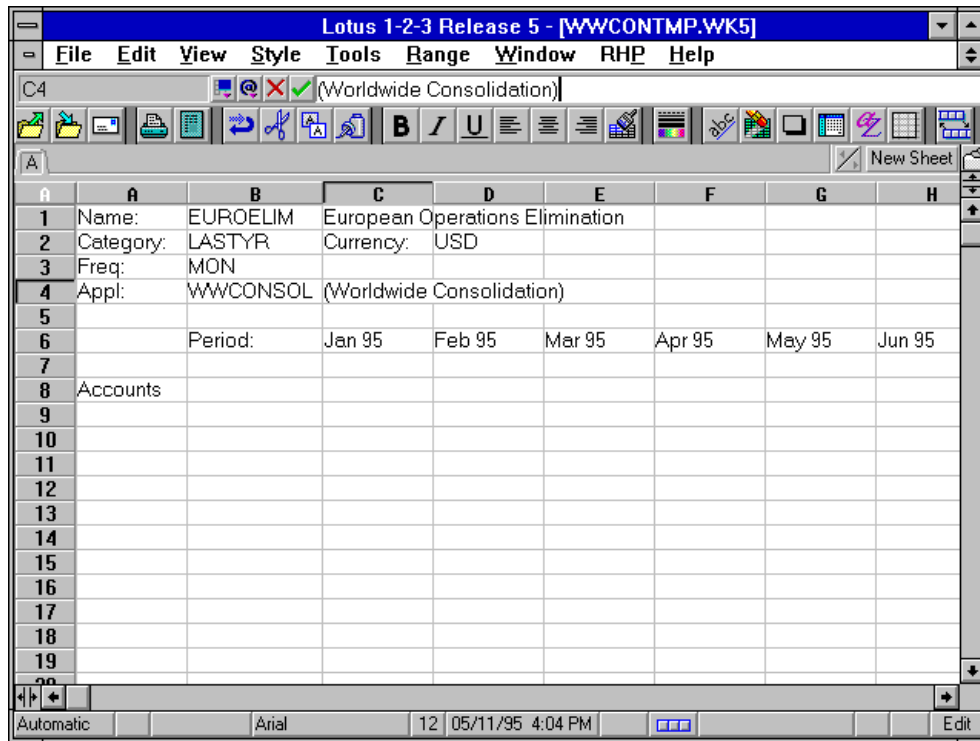 Lotus 1-2-3 Release 5 - [WWCONTMP.WK5]
File Edit View Style Tools Range Window RHP Help
C4 @ (Worldwide Consolidation)
B I U abc
A New Sheet
A A B C D E F G H
1 Name: EUROELIM European Operations Elimination
2 Category: LASTYR Currency: USD
3 Freq: MON
4 Appl: WWCONSOL (Worldwide Consolidation)
5
6 Period: Jan 95 Feb 95 Mar 95 Apr 95 May 95 Jun 95
7
8 Accounts
9
10
11
12
13
14
15
16
17
18
19
20
Automatic Arial 12 05/11/95 4:04 PM Edit